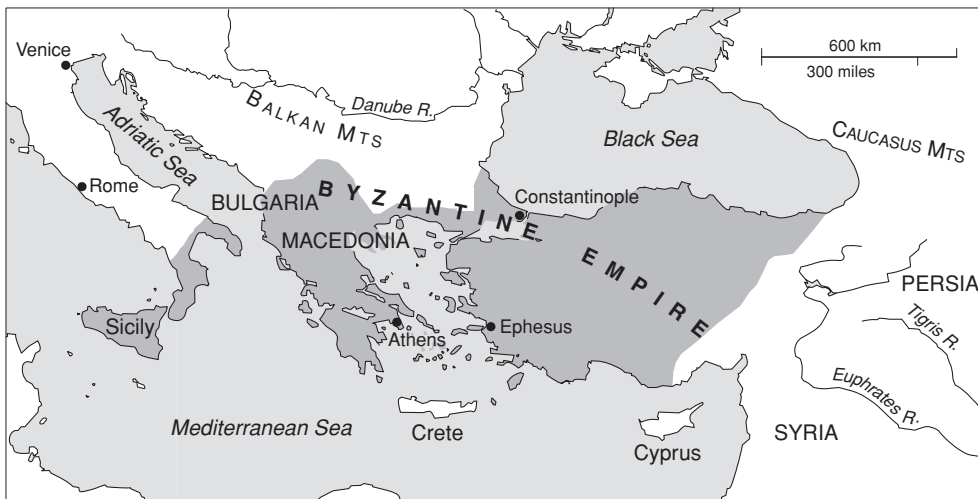 Venice
600 km
300 miles
Danube R.
BALKAN MTS
Adriatic Sea
Black Sea
CAUCASUS MTS
Rome
BULGARIA
BYZANTINE EMPIRE
Constantinople
MACEDONIA
PERSIA
Tigris R.
Sicily
Athens
Ephesus
Euphrates R.
Mediterranean Sea
Crete
Cyprus
SYRIA